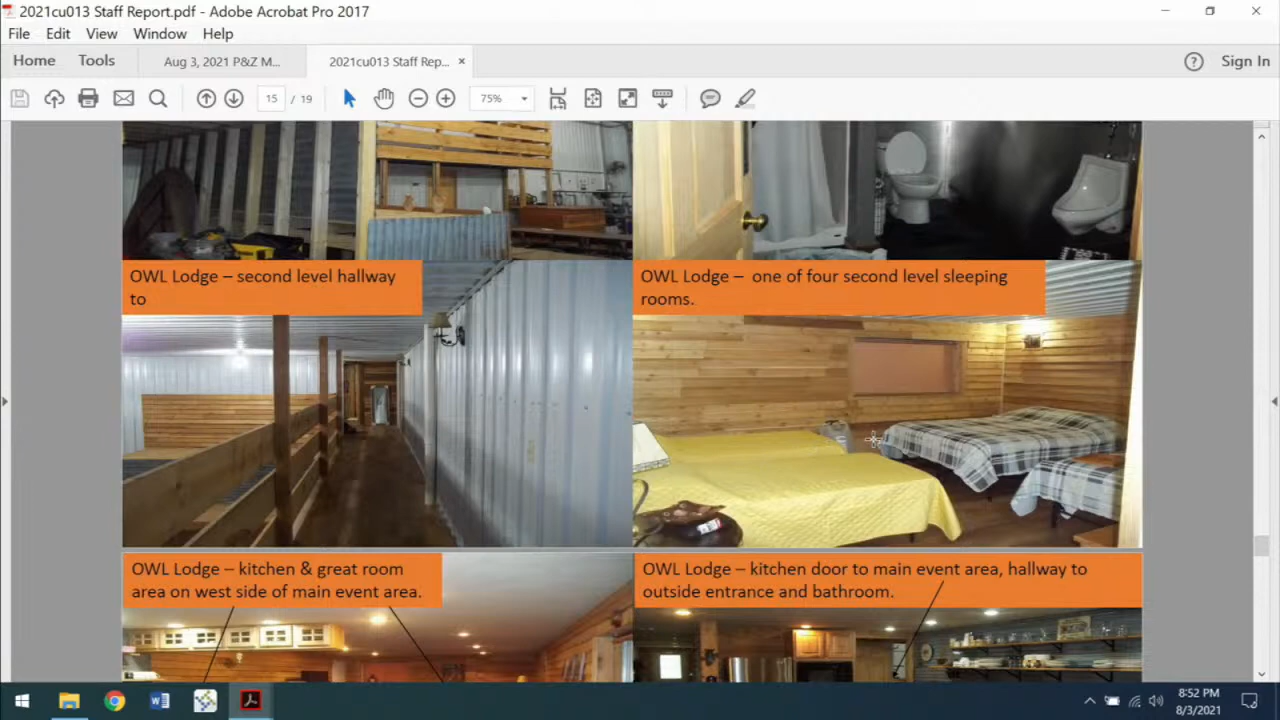 2021cu013 Staff Report.pdf - Adobe Acrobat Pro 2017
File Edit View Window Help
Home Tools Aug 3, 2021 P&Z M... 2021cu013 Staff Rep... × Sign In
15 / 19 75%
OWL Lodge – second level hallway
to
OWL Lodge – one of four second level sleeping
rooms.
OWL Lodge – kitchen & great room
area on west side of main event area.
OWL Lodge – kitchen door to main event area, hallway to
outside entrance and bathroom.
8:52 PM
8/3/2021